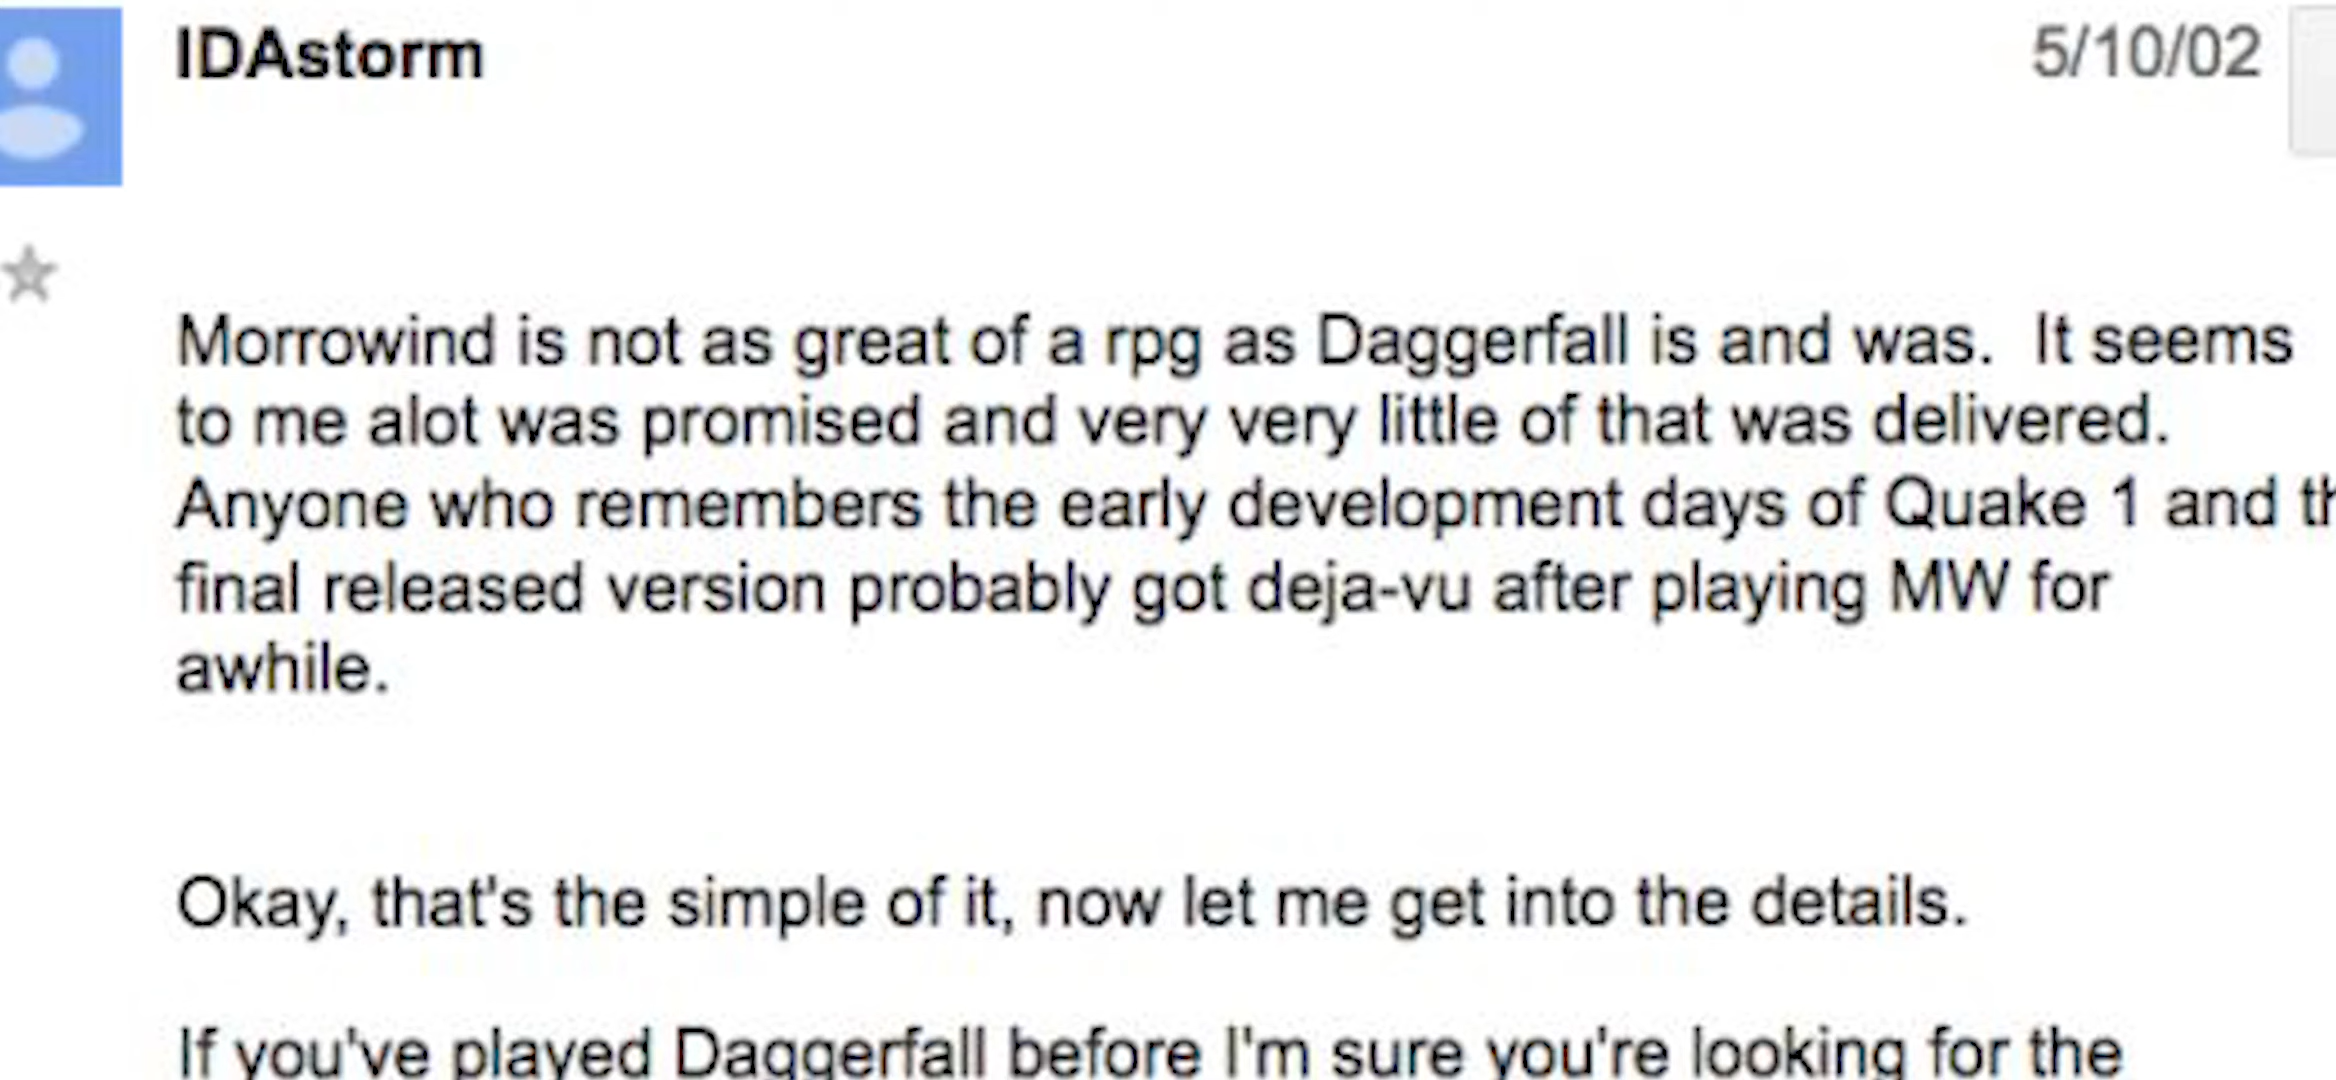 IDAstorm 5/10/02
Morrowind is not as great of a rpg as Daggerfall is and was.  It seems
to me alot was promised and very very little of that was delivered.
Anyone who remembers the early development days of Quake 1 and
final released version probably got deja-vu after playing MW for
awhile.
Okay, that's the simple of it, now let me get into the details.
If you've played Daggerfall before I'm sure you're looking for the